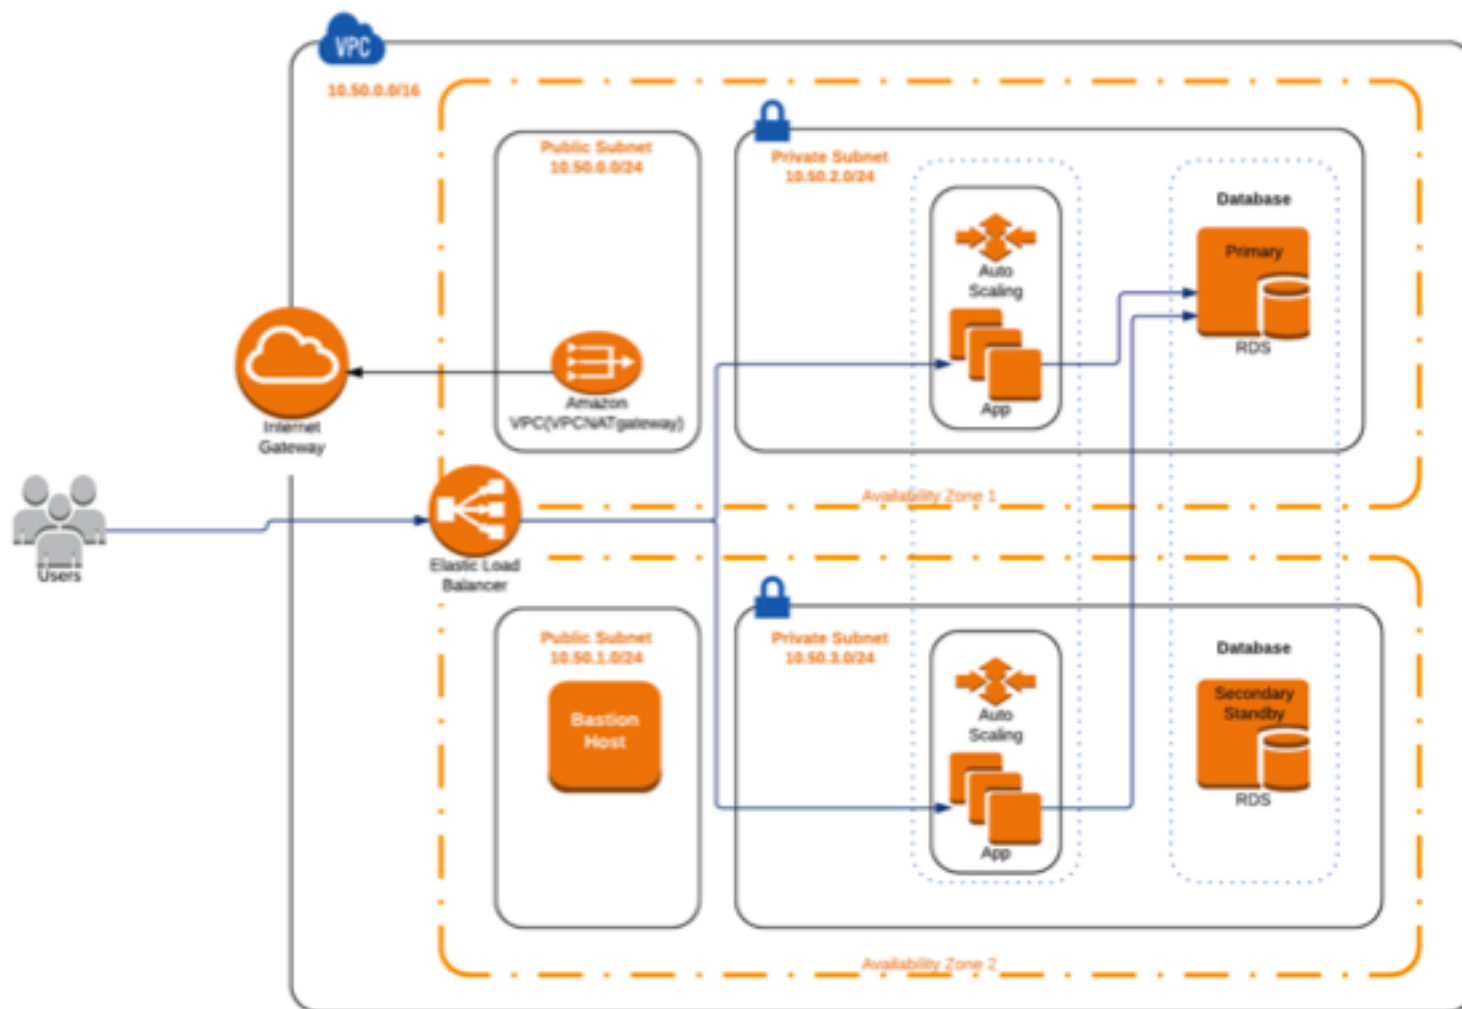 VPC
10.50.0.0/16
Public Subnet
10.50.0.0/24
Private Subnet
10.50.2.0/24
Database
Primary
RDS
Auto
Scaling
App
Amazon
VPC(VPCNATgateway)
Internet
Gateway
Availability Zone 1
Users
Elastic Load
Balancer
Public Subnet
10.50.1.0/24
Bastion
Host
Private Subnet
10.50.3.0/24
Auto
Scaling
App
Database
Secondary
Standby
RDS
Availability Zone 2